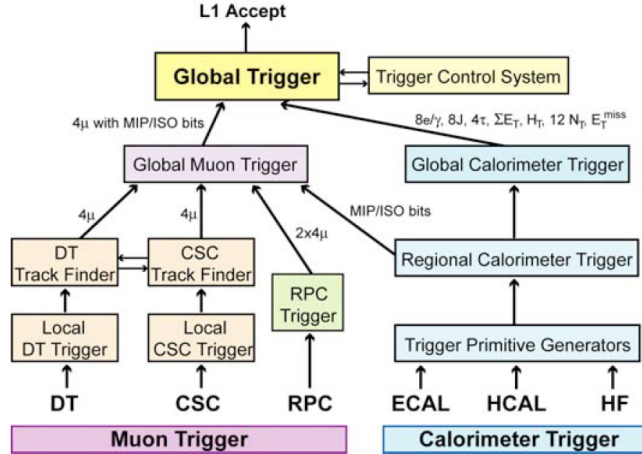 L1 Accept
Global Trigger
Trigger Control System
4μ with MIP/ISO bits
8e/γ, 8J, 4τ, ΣE_T, H_T, 12 N_T, E_T^miss
Global Muon Trigger
Global Calorimeter Trigger
4μ
4μ
2x4μ
MIP/ISO bits
DT
Track Finder
CSC
Track Finder
Regional Calorimeter Trigger
RPC
Trigger
Local
DT Trigger
Local
CSC Trigger
Trigger Primitive Generators
DT
CSC
RPC
ECAL
HCAL
HF
Muon Trigger
Calorimeter Trigger